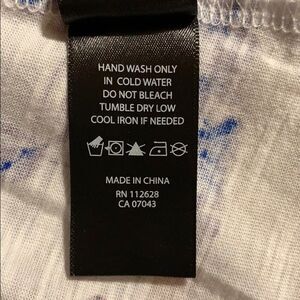 HAND WASH ONLY
IN COLD WATER
DO NOT BLEACH
TUMBLE DRY LOW
COOL IRON IF NEEDED
MADE IN CHINA
RN 112628
CA 07043